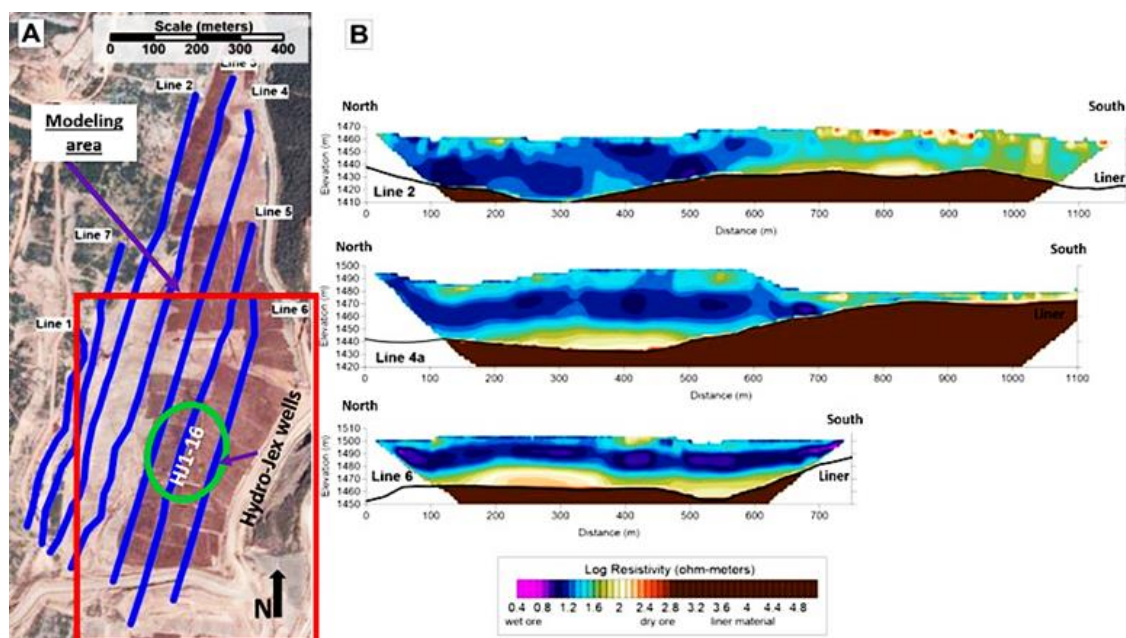 A
Scale (meters)
0 100 200 300 400
Line 2
Line 3
Line 4
Modeling
area
Line 5
Line 7
Line 1
Line 6
HJ1-16
Hydro-Jex wells
N
B
North
South
1470
1460
1450
1440
1430
1420
1410
Elevation (m)
Line 2
Liner
0 100 200 300 400 500 600 700 800 900 1000 1100
Distance (m)
North
South
1500
1490
1480
1470
1460
1450
1440
1430
1420
Elevation (m)
Line 4a
Liner
0 100 200 300 400 500 600 700 800 900 1000 1100
Distance (m)
North
South
1510
1500
1490
1480
1470
1460
1450
Elevation (m)
Line 6
Liner
0 100 200 300 400 500 600 700
Distance (m)
Log Resistivity (ohm-meters)
0.4 0.8 1.2 1.6 2 2.4 2.8 3.2 3.6 4 4.4 4.8
wet ore dry ore liner material